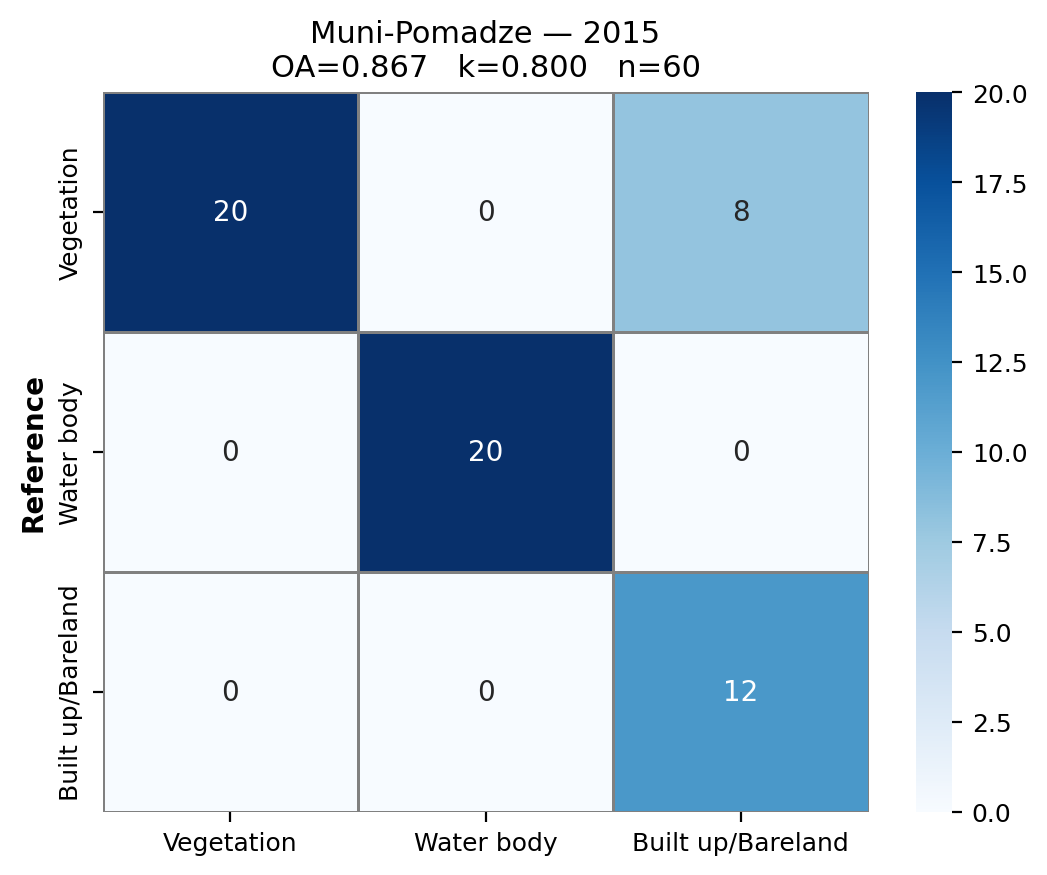 Muni-Pomadze — 2015
OA=0.867 k=0.800 n=60
Reference
Vegetation
20
0
8
Water body
0
20
0
Built up/Bareland
0
0
12
Vegetation
Water body
Built up/Bareland
20.0
17.5
15.0
12.5
10.0
7.5
5.0
2.5
0.0